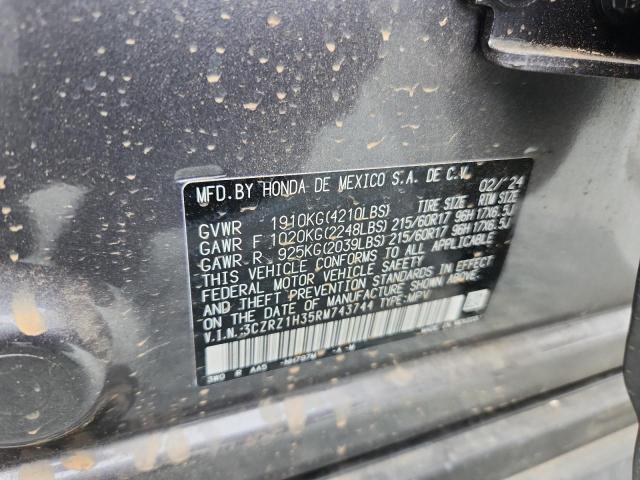 MFD.BY HONDA DE MEXICO S.A. DE C.V. 02/24
TIRE SIZE RIM SIZE
GVWR 1910KG(4210LBS)
GAWR F 1020KG(2248LBS) 215/60R17 96H 17X6.5J
GAWR R 925KG(2039LBS) 215/60R17 96H 17X6.5J
THIS VEHICLE CONFORMS TO ALL APPLICABLE
FEDERAL MOTOR VEHICLE SAFETY
AND THEFT PREVENTION STANDARDS IN EFFECT
ON THE DATE OF MANUFACTURE SHOWN ABOVE.
V.I.N.:3CZRZ1H35RM743744 TYPE:MPV
3W0 R AAS NH797M